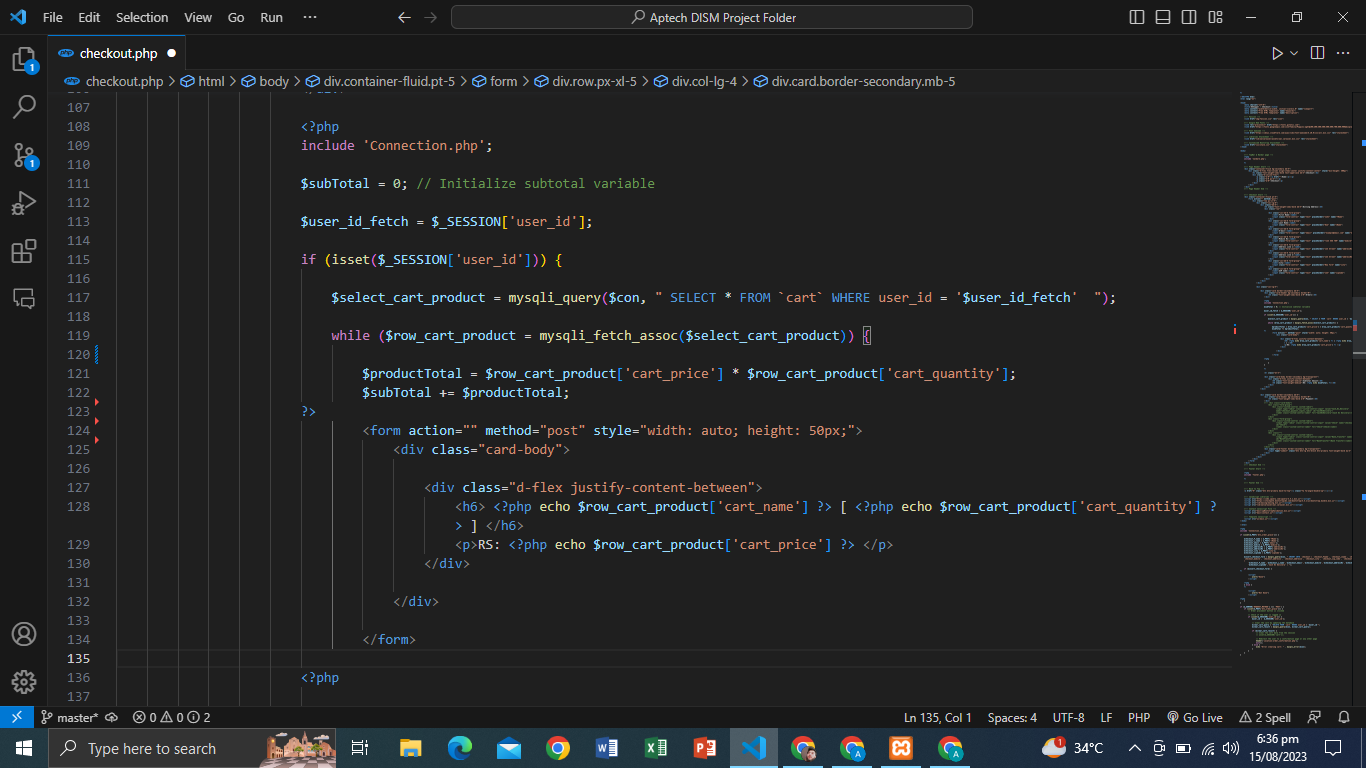 File Edit Selection View Go Run ··· Aptech DISM Project Folder
checkout.php
checkout.php > html > body > div.container-fluid.pt-5 > form > div.row.px-xl-5 > div.col-lg-4 > div.card.border-secondary.mb-5
107
108 <?php
109 include 'Connection.php';
110
111 $subTotal = 0; // Initialize subtotal variable
112
113 $user_id_fetch = $_SESSION['user_id'];
114
115 if (isset($_SESSION['user_id'])) {
116
117 $select_cart_product = mysqli_query($con, " SELECT * FROM `cart` WHERE user_id = '$user_id_fetch'  ");
118
119 while ($row_cart_product = mysqli_fetch_assoc($select_cart_product)) {
120
121 $productTotal = $row_cart_product['cart_price'] * $row_cart_product['cart_quantity'];
122 $subTotal += $productTotal;
123 ?>
124 <form action="" method="post" style="width: auto; height: 50px;">
125 <div class="card-body">
126
127 <div class="d-flex justify-content-between">
128 <h6> <?php echo $row_cart_product['cart_name'] ?> [ <?php echo $row_cart_product['cart_quantity'] ?
> ] </h6>
129 <p>RS: <?php echo $row_cart_product['cart_price'] ?> </p>
130 </div>
131
132 </div>
133
134 </form>
135
136 <?php
137
master* 0 0 2 Ln 135, Col 1 Spaces: 4 UTF-8 LF PHP Go Live 2 Spell
Type here to search 34°C 6:36 pm
15/08/2023